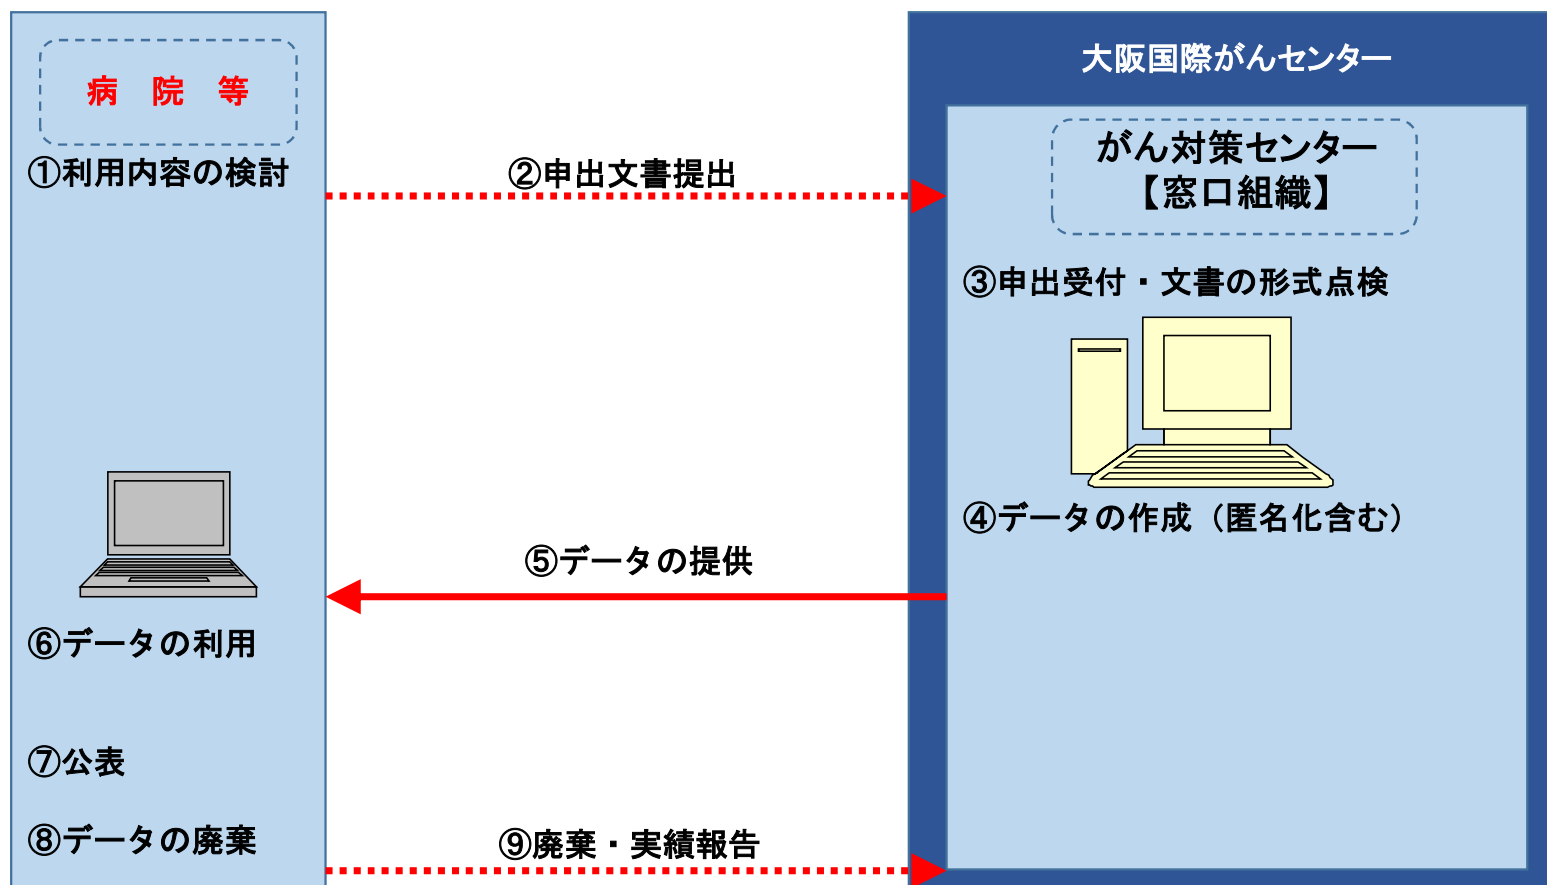 病　院　等
①利用内容の検討
②申出文書提出
大阪国際がんセンター
がん対策センター
【窓口組織】
③申出受付・文書の形式点検
④データの作成（匿名化含む）
⑤データの提供
⑥データの利用
⑦公表
⑧データの廃棄
⑨廃棄・実績報告